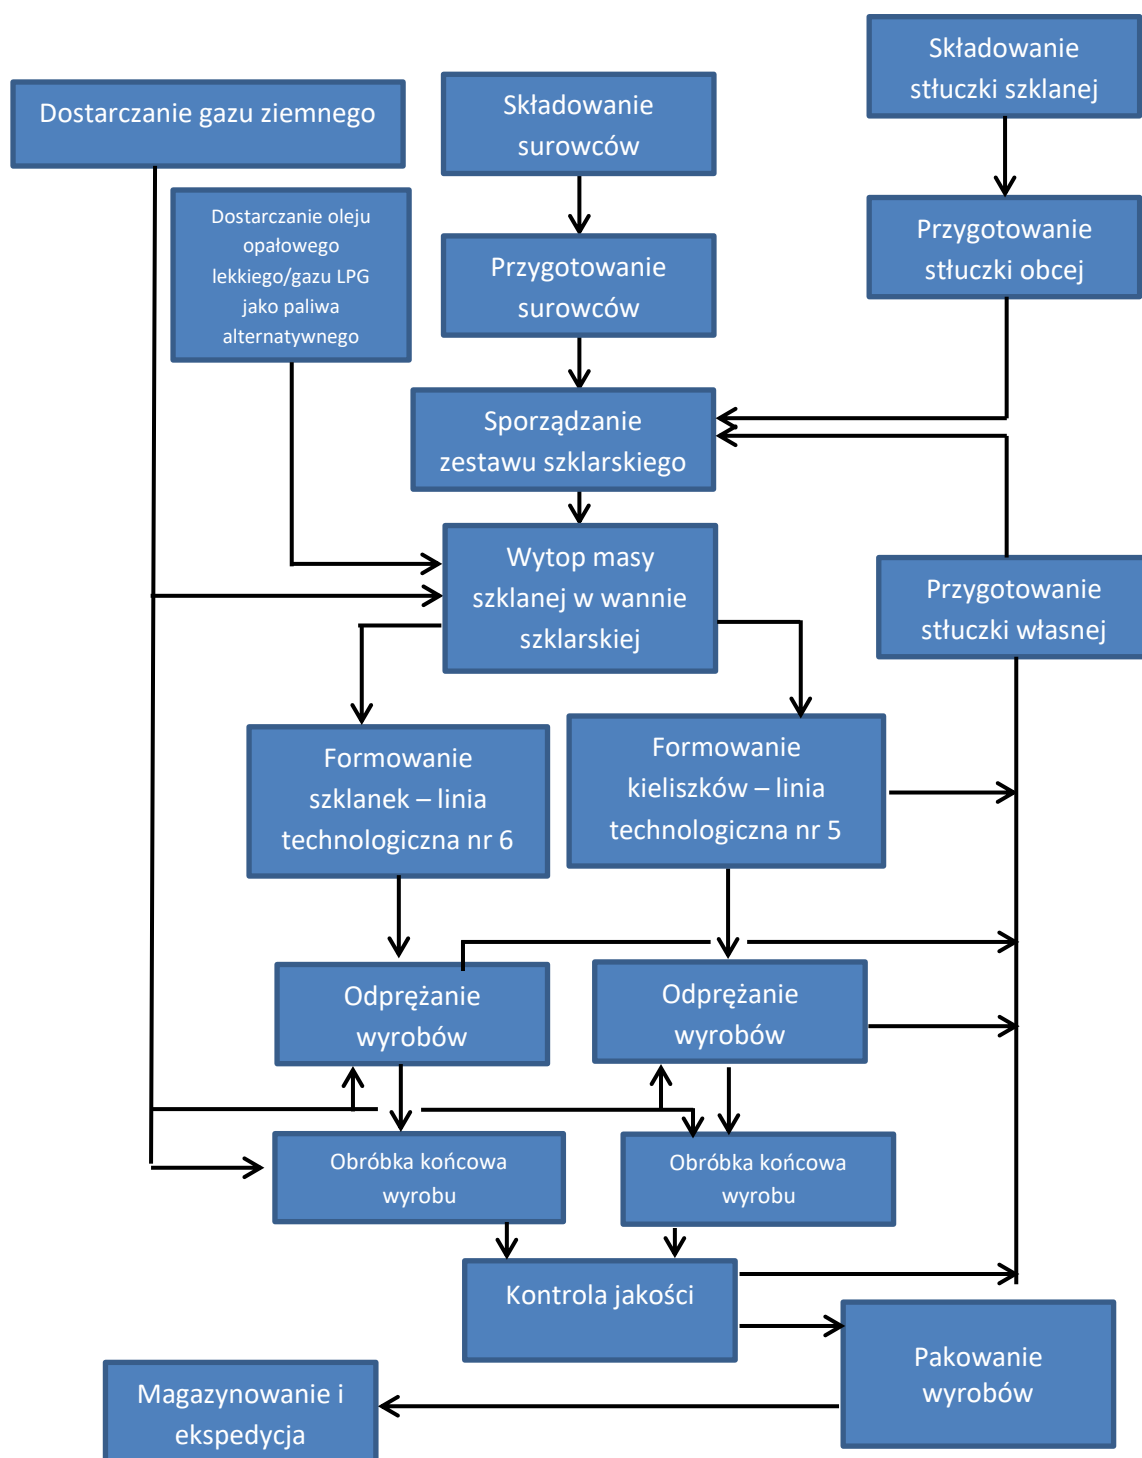 Dostarczanie gazu ziemnego
Składowanie
surowców
Składowanie
stłuczki szklanej
Dostarczanie oleju
opałowego
lekkiego/gazu LPG
jako paliwa
alternatywnego
Przygotowanie
surowców
Przygotowanie
stłuczki obcej
Sporządzanie
zestawu szklarskiego
Wytop masy
szklanej w wannie
szklarskiej
Przygotowanie
stłuczki własnej
Formowanie
szklanek – linia
technologiczna nr 6
Formowanie
kieliszków – linia
technologiczna nr 5
Odprężanie
wyrobów
Odprężanie
wyrobów
Obróbka końcowa
wyrobu
Obróbka końcowa
wyrobu
Kontrola jakości
Pakowanie
wyrobów
Magazynowanie i
ekspedycja